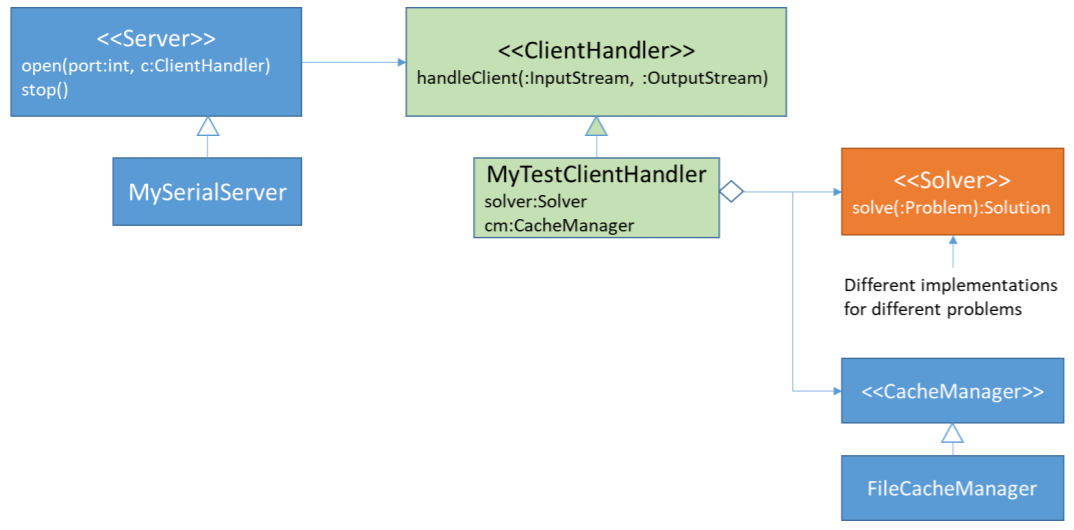 <<Server>>
open(port:int, c:ClientHandler)
stop()
<<ClientHandler>>
handleClient(:InputStream, :OutputStream)
MySerialServer
MyTestClientHandler
solver:Solver
cm:CacheManager
<<Solver>>
solve(:Problem):Solution
Different implementations
for different problems
<<CacheManager>>
FileCacheManager